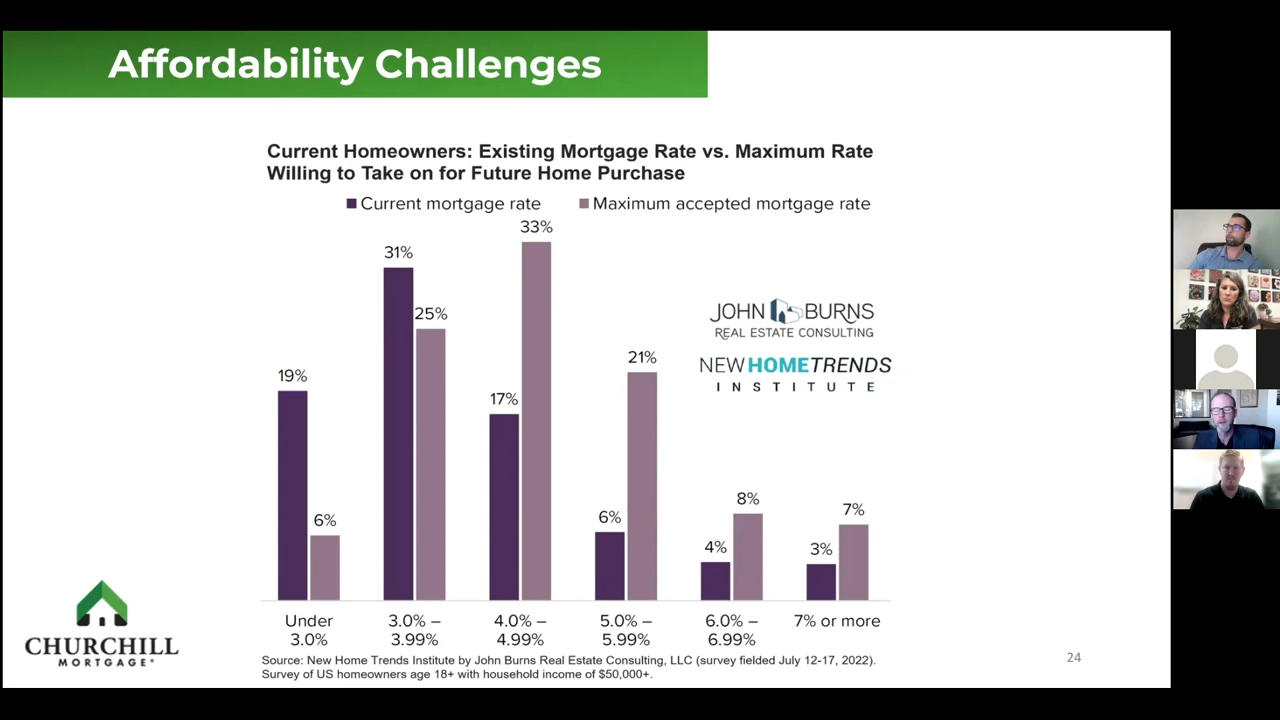 Affordability Challenges
Current Homeowners: Existing Mortgage Rate vs. Maximum Rate
Willing to Take on for Future Home Purchase
Current mortgage rate
Maximum accepted mortgage rate
33%
31%
25%
21%
19%
17%
6%
6%
8%
7%
4%
3%
JOHN BURNS
REAL ESTATE CONSULTING
NEW HOME TRENDS
INSTITUTE
Under
3.0%
3.0% –
3.99%
4.0% –
4.99%
5.0% –
5.99%
6.0% –
6.99%
7% or more
CHURCHILL
MORTGAGE
Source: New Home Trends Institute by John Burns Real Estate Consulting, LLC (survey fielded July 12-17, 2022).
Survey of US homeowners age 18+ with household income of $50,000+.
24